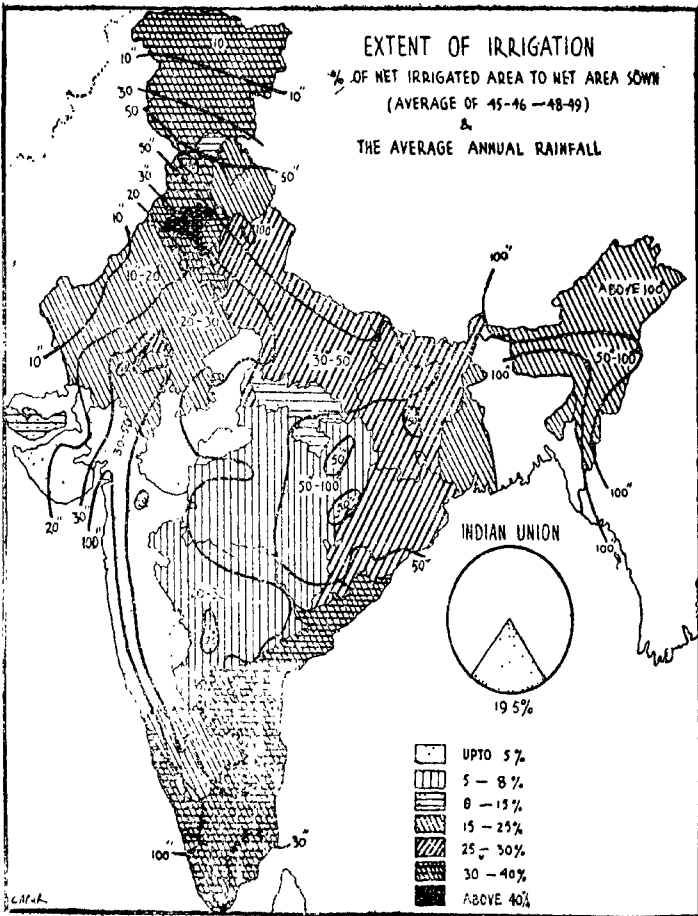 EXTENT OF IRRIGATION
% OF NET IRRIGATED AREA TO NET AREA SOWN
(AVERAGE OF 45-46 — 48-49)
&
THE AVERAGE ANNUAL RAINFALL
10
10"
10"
30
50
50"
50"
30"
20
10"
100"
10-20
20-30
10"
30-50
100"
ABOVE 100
50-100
100"
50
30-50
50
50-100
20"
30"
100"
100"
100"
50"
INDIAN UNION
19 5%
100"
30"
UPTO 5%
5 — 8%
8 — 15%
15 — 25%
25 — 30%
30 — 40%
ABOVE 40%